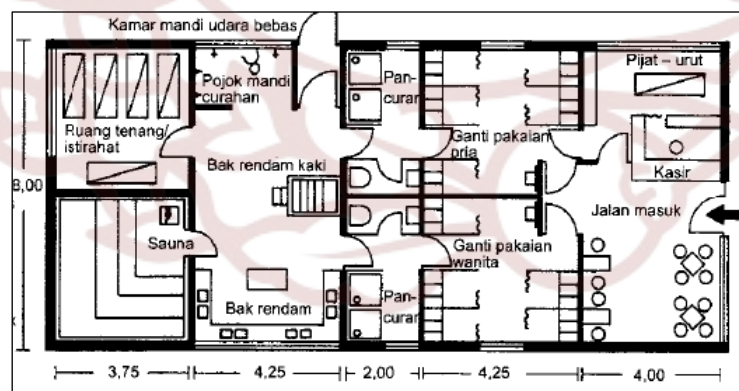 Kamar mandi udara bebas
Pojok mandi
curahan
Pan-
curar
Pijat – urut
Ruang tenang/
istirahat
Ganti pakaian
pria
Bak rendam kaki
Kasir
8,00
Jalan masuk
Sauna
Ganti pakaian
wanita
Bak rendam
Pan-
curar
3,75
4,25
2,00
4,25
4,00